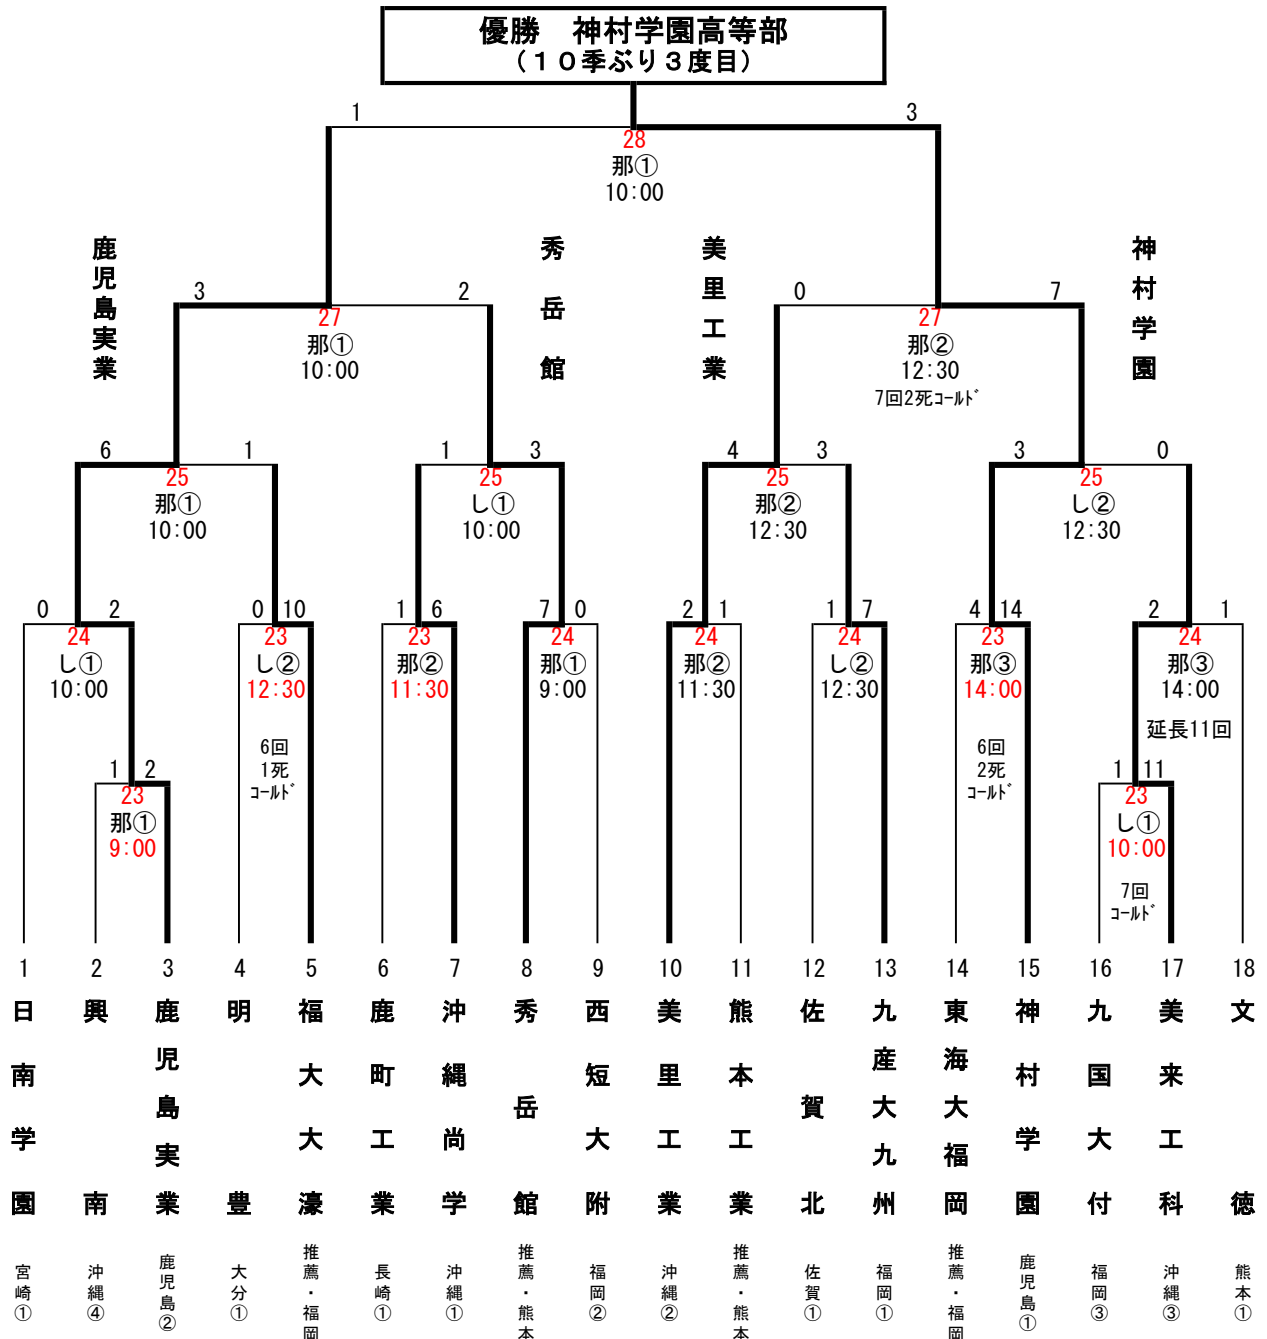 優勝　神村学園高等部
(１０季ぶり３度目)
1
3
28
那①
10:00
鹿児島実業
秀岳館
美里工業
神村学園
3
2
0
7
27
那①
10:00
27
那②
12:30
7回2死ｺｰﾙﾄﾞ
6
1
1
3
4
3
3
0
25
那①
10:00
25
し①
10:00
25
那②
12:30
25
し②
12:30
0
2
0
10
1
6
7
0
2
1
1
7
4
14
2
1
24
し①
10:00
23
し②
12:30
6回
1死
ｺｰﾙﾄﾞ
23
那②
11:30
24
那①
9:00
24
那②
11:30
24
し②
12:30
23
那③
14:00
6回
2死
ｺｰﾙﾄﾞ
24
那③
14:00
延長11回
1
2
23
那①
9:00
1
11
23
し①
10:00
7回
ｺｰﾙﾄﾞ
1
2
3
4
5
6
7
8
9
10
11
12
13
14
15
16
17
18
日南学園
興南
鹿児島実業
明豊
福大大濠
鹿町工業
沖縄尚学
秀岳館
西短大附
美里工業
熊本工業
佐賀北
九産大九州
東海大福岡
神村学園
九国大付
美来工科
文徳
宮崎①
沖縄④
鹿児島②
大分①
推薦・福岡
長崎①
沖縄①
推薦・熊本
福岡②
沖縄②
推薦・熊本
佐賀①
福岡①
推薦・福岡
鹿児島①
福岡③
沖縄③
熊本①